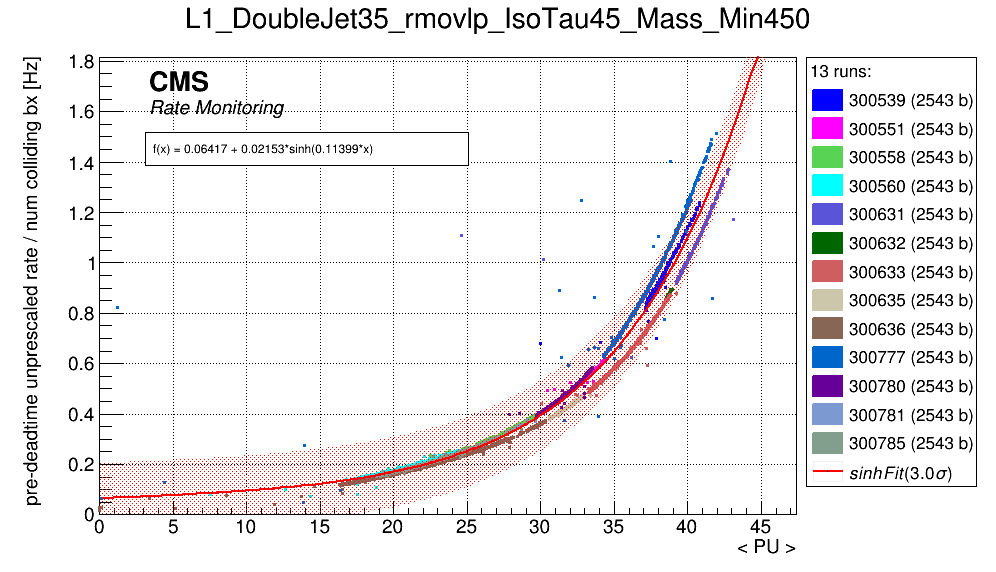 L1_DoubleJet35_rmovlp_IsoTau45_Mass_Min450
pre-deadtime unprescaled rate / num colliding bx [Hz]
CMS
Rate Monitoring
f(x) = 0.06417 + 0.02153*sinh(0.11399*x)
1.8
1.6
1.4
1.2
1
0.8
0.6
0.4
0.2
0
0 5 10 15 20 25 30 35 40 45
< PU >
13 runs:
300539 (2543 b)
300551 (2543 b)
300558 (2543 b)
300560 (2543 b)
300631 (2543 b)
300632 (2543 b)
300633 (2543 b)
300635 (2543 b)
300636 (2543 b)
300777 (2543 b)
300780 (2543 b)
300781 (2543 b)
300785 (2543 b)
sinhFit(3.0σ)